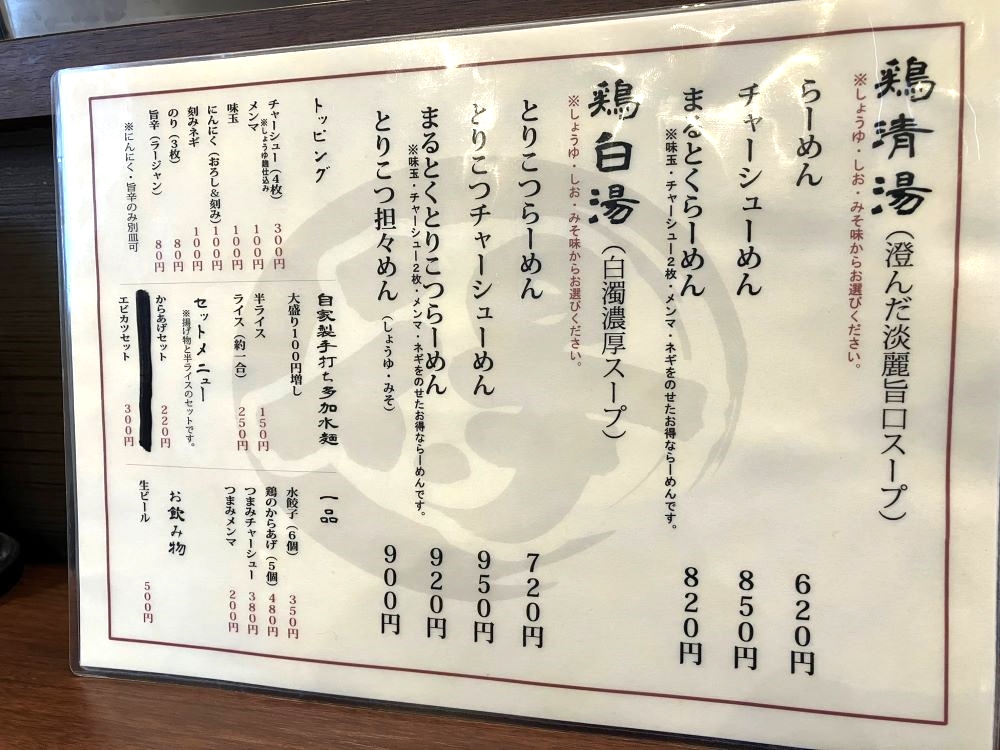 鶏清湯（澄んだ淡麗旨口スープ）
※しょうゆ・しお・みそ味からお選びください。
らーめん 620円
チャーシューめん 850円
まるとくらーめん 820円
※味玉・チャーシュー2枚・メンマ・ネギをのせたお得ならーめんです。
鶏白湯（白濁濃厚スープ）
※しょうゆ・しお・みそ味からお選びください。
とりこつらーめん 720円
とりこつチャーシューめん 950円
まるとくとりこつらーめん 920円
※味玉・チャーシュー2枚・メンマ・ネギをのせたお得ならーめんです。
とりこつ担々めん（しょうゆ・みそ） 900円
トッピング
チャーシュー（4枚） 300円
※しょうゆ麹仕込み
メンマ 100円
味玉 100円
にんにく（おろし＆刻み） 100円
刻みネギ 100円
のり（3枚） 80円
旨辛（ラージャン） 80円
※にんにく・旨辛のみ別皿可
自家製手打ち多加水麺
大盛り100円増し
半ライス 150円
ライス（約一合） 250円
セットメニュー
※揚げ物と半ライスのセットです。
からあげセット 220円
エビカツセット 300円
一品
水餃子（6個） 350円
鶏のからあげ（5個） 480円
つまみチャーシュー 380円
つまみメンマ 200円
お飲み物
生ビール 500円